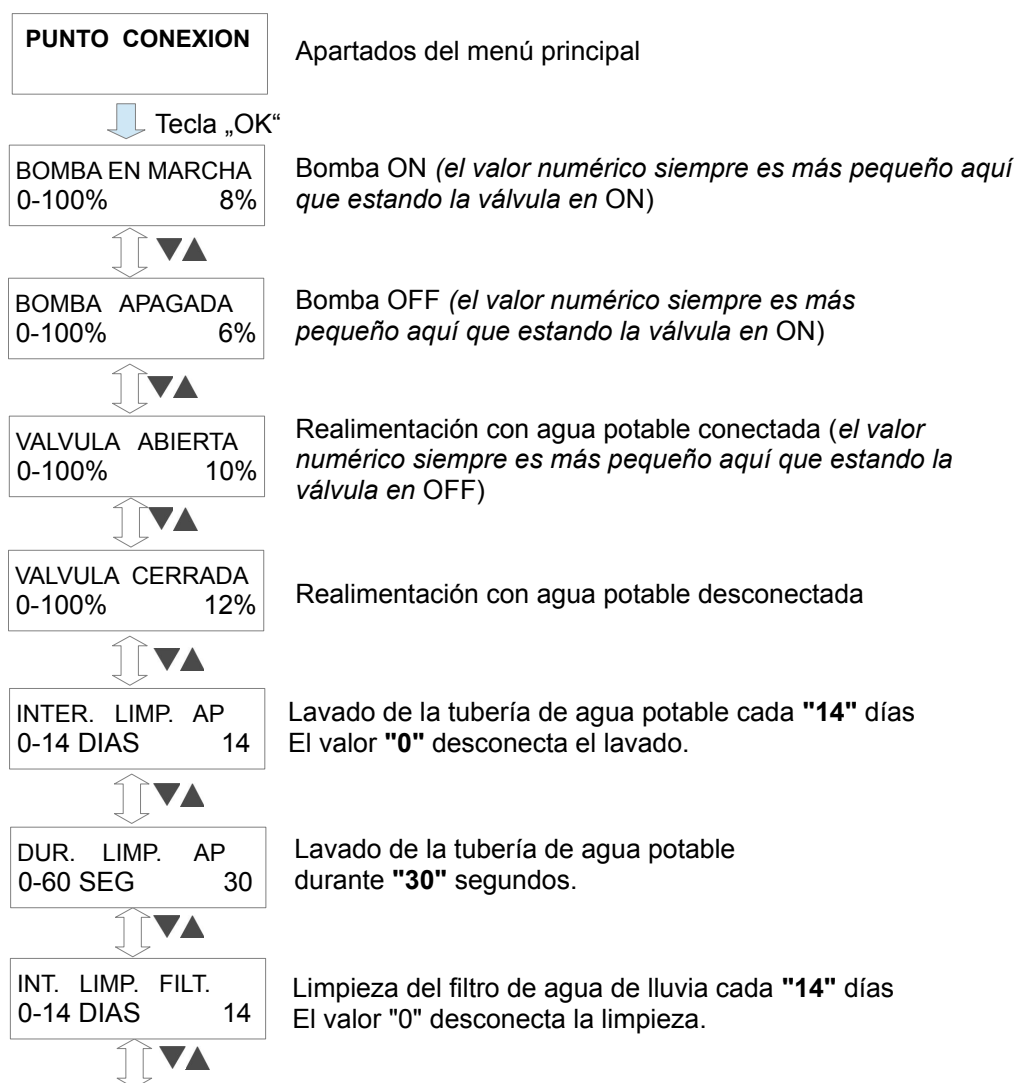 PUNTO CONEXION
Apartados del menú principal
Tecla „OK“
BOMBA EN MARCHA
0-100% 8%
Bomba ON (el valor numérico siempre es más pequeño aquí
que estando la válvula en ON)
▼▲
BOMBA APAGADA
0-100% 6%
Bomba OFF (el valor numérico siempre es más
pequeño aquí que estando la válvula en ON)
▼▲
VALVULA ABIERTA
0-100% 10%
Realimentación con agua potable conectada (el valor
numérico siempre es más pequeño aquí que estando la
válvula en OFF)
▼▲
VALVULA CERRADA
0-100% 12%
Realimentación con agua potable desconectada
▼▲
INTER. LIMP. AP
0-14 DIAS 14
Lavado de la tubería de agua potable cada "14" días
El valor "0" desconecta el lavado.
▼▲
DUR. LIMP. AP
0-60 SEG 30
Lavado de la tubería de agua potable
durante "30" segundos.
▼▲
INT. LIMP. FILT.
0-14 DIAS 14
Limpieza del filtro de agua de lluvia cada "14" días
El valor "0" desconecta la limpieza.
▼▲